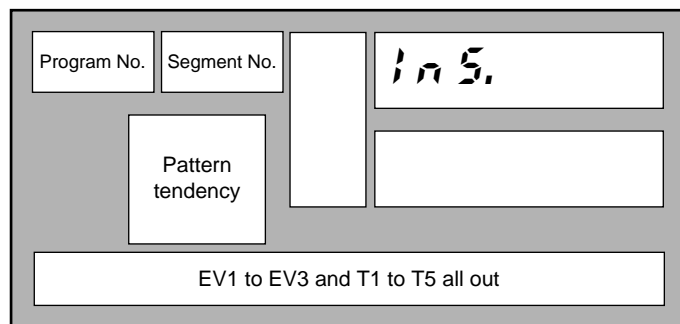 Program No.
Segment No.
InS.
Pattern
tendency
EV1 to EV3 and T1 to T5 all out